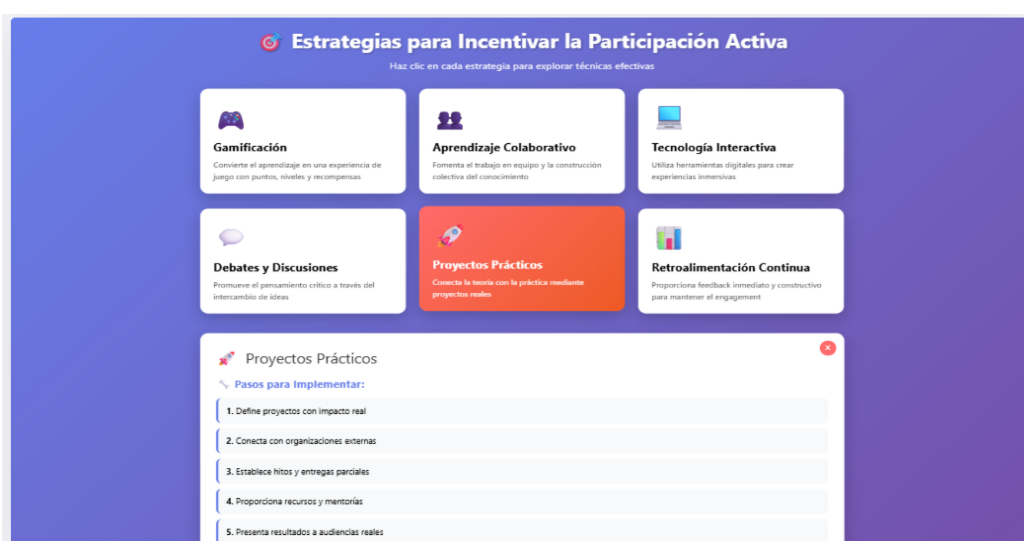 Estrategias para Incentivar la Participación Activa
Haz clic en cada estrategia para explorar técnicas efectivas
Gamificación
Convierte el aprendizaje en una experiencia de
juego con puntos, niveles y recompensas
Aprendizaje Colaborativo
Fomenta el trabajo en equipo y la construcción
colectiva del conocimiento
Tecnología Interactiva
Utiliza herramientas digitales para crear
experiencias inmersivas
Debates y Discusiones
Promueve el pensamiento crítico a través del
intercambio de ideas
Proyectos Prácticos
Conecta la teoría con la práctica mediante
proyectos reales
Retroalimentación Continua
Proporciona feedback inmediato y constructivo
para mantener el engagement
Proyectos Prácticos
Pasos para Implementar:
1. Define proyectos con impacto real
2. Conecta con organizaciones externas
3. Establece hitos y entregas parciales
4. Proporciona recursos y mentorías
5. Presenta resultados a audiencias reales